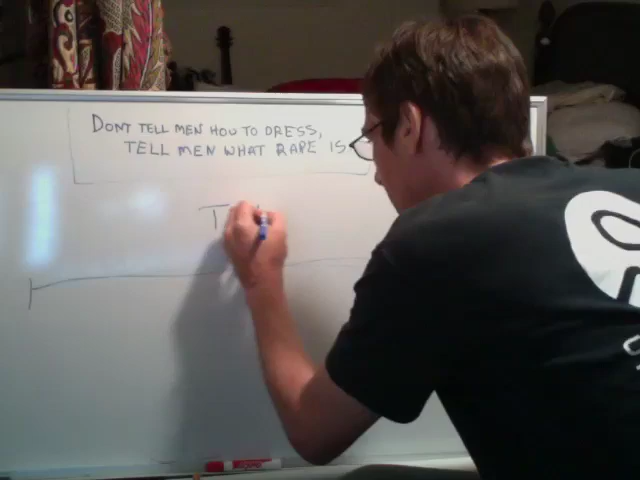 DONT TELL MEN HOW TO DRESS,
TELL MEN WHAT RAPE IS
T